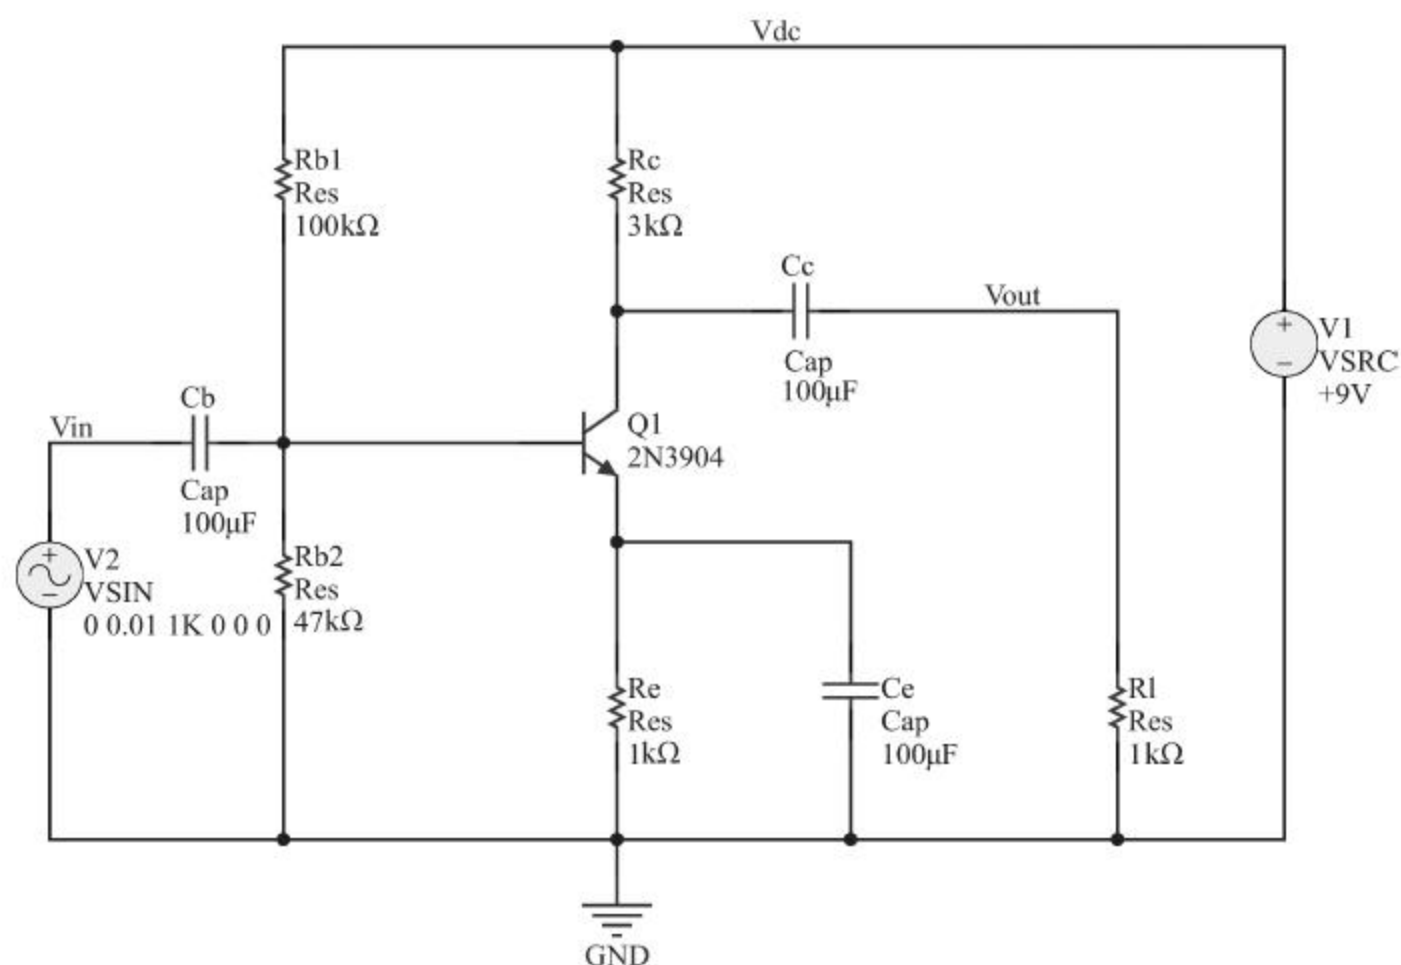 Vdc
Rb1
Res
100kΩ
Rc
Res
3kΩ
Cc
Cap
100μF
Vout
V1
VSRC
+9V
Vin
Cb
Cap
100μF
Q1
2N3904
V2
VSIN
0 0.01 1K 0 0 0
Rb2
Res
47kΩ
Re
Res
1kΩ
Ce
Cap
100μF
Rl
Res
1kΩ
GND